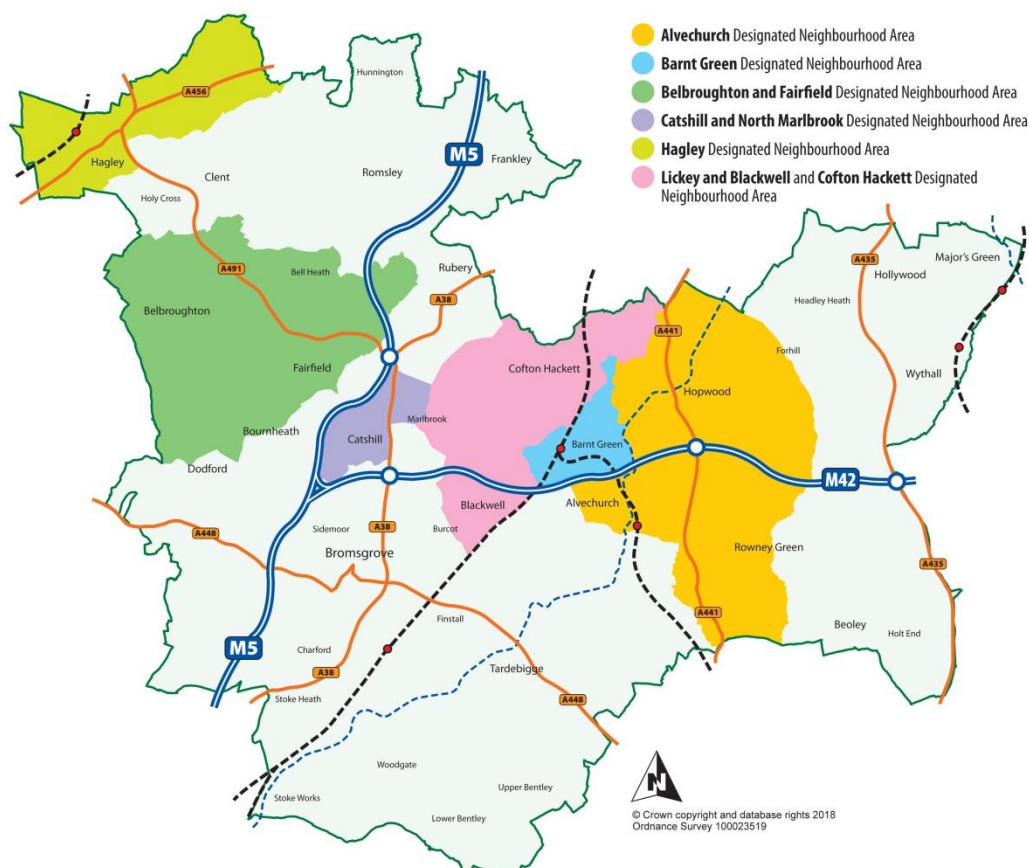 Alvechurch Designated Neighbourhood Area
Barnt Green Designated Neighbourhood Area
Belbroughton and Fairfield Designated Neighbourhood Area
Catshill and North Marlbrook Designated Neighbourhood Area
Hagley Designated Neighbourhood Area
Lickey and Blackwell and Cofton Hackett Designated
Neighbourhood Area
Hunnington
A456
M5
Frankley
Hagley
Clent
Romsley
Holy Cross
A435
Major's Green
Hollywood
Rubery
Bell Heath
A491
A38
Headley Heath
Belbroughton
A441
Forhill
Fairfield
Cofton Hackett
Wythall
Hopwood
Marlbrook
Bournheath
Catshill
Barnt Green
Dodford
M42
Blackwell
Alvechurch
Sidemoor
A38
Burcot
A448
Bromsgrove
Rowney Green
A435
Finstall
A441
Beoley
Holt End
M5
Charford
A38
Tardebigge
Stoke Heath
A448
Woodgate
Upper Bentley
Stoke Works
Lower Bentley
N
© Crown copyright and database rights 2018
Ordnance Survey 100023519